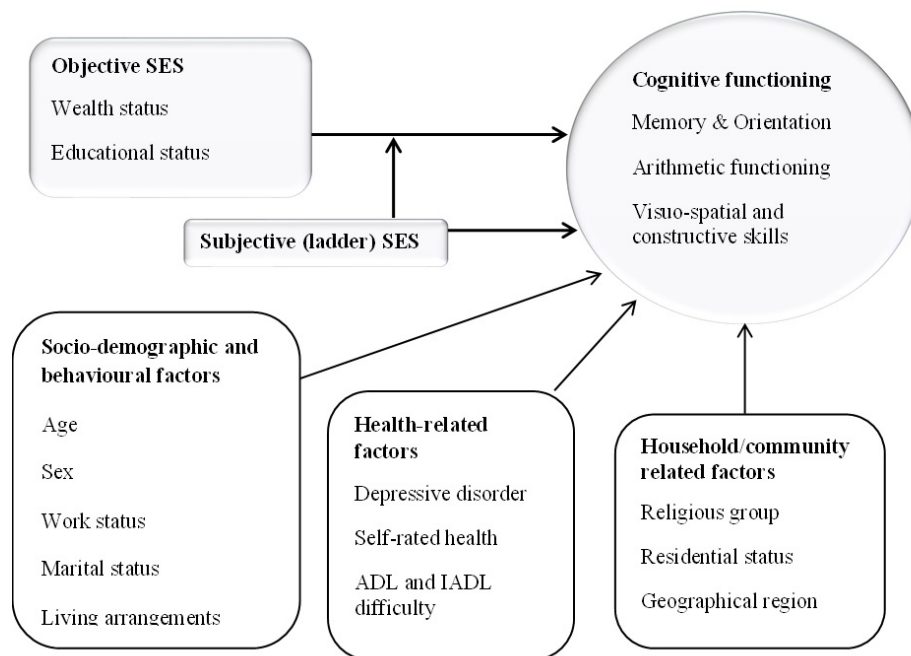 Objective SES
Wealth status
Educational status
Cognitive functioning
Memory & Orientation
Arithmetic functioning
Visuo-spatial and
constructive skills
Subjective (ladder) SES
Socio-demographic and
behavioural factors
Age
Sex
Work status
Marital status
Living arrangements
Health-related
factors
Depressive disorder
Self-rated health
ADL and IADL
difficulty
Household/community
related factors
Religious group
Residential status
Geographical region